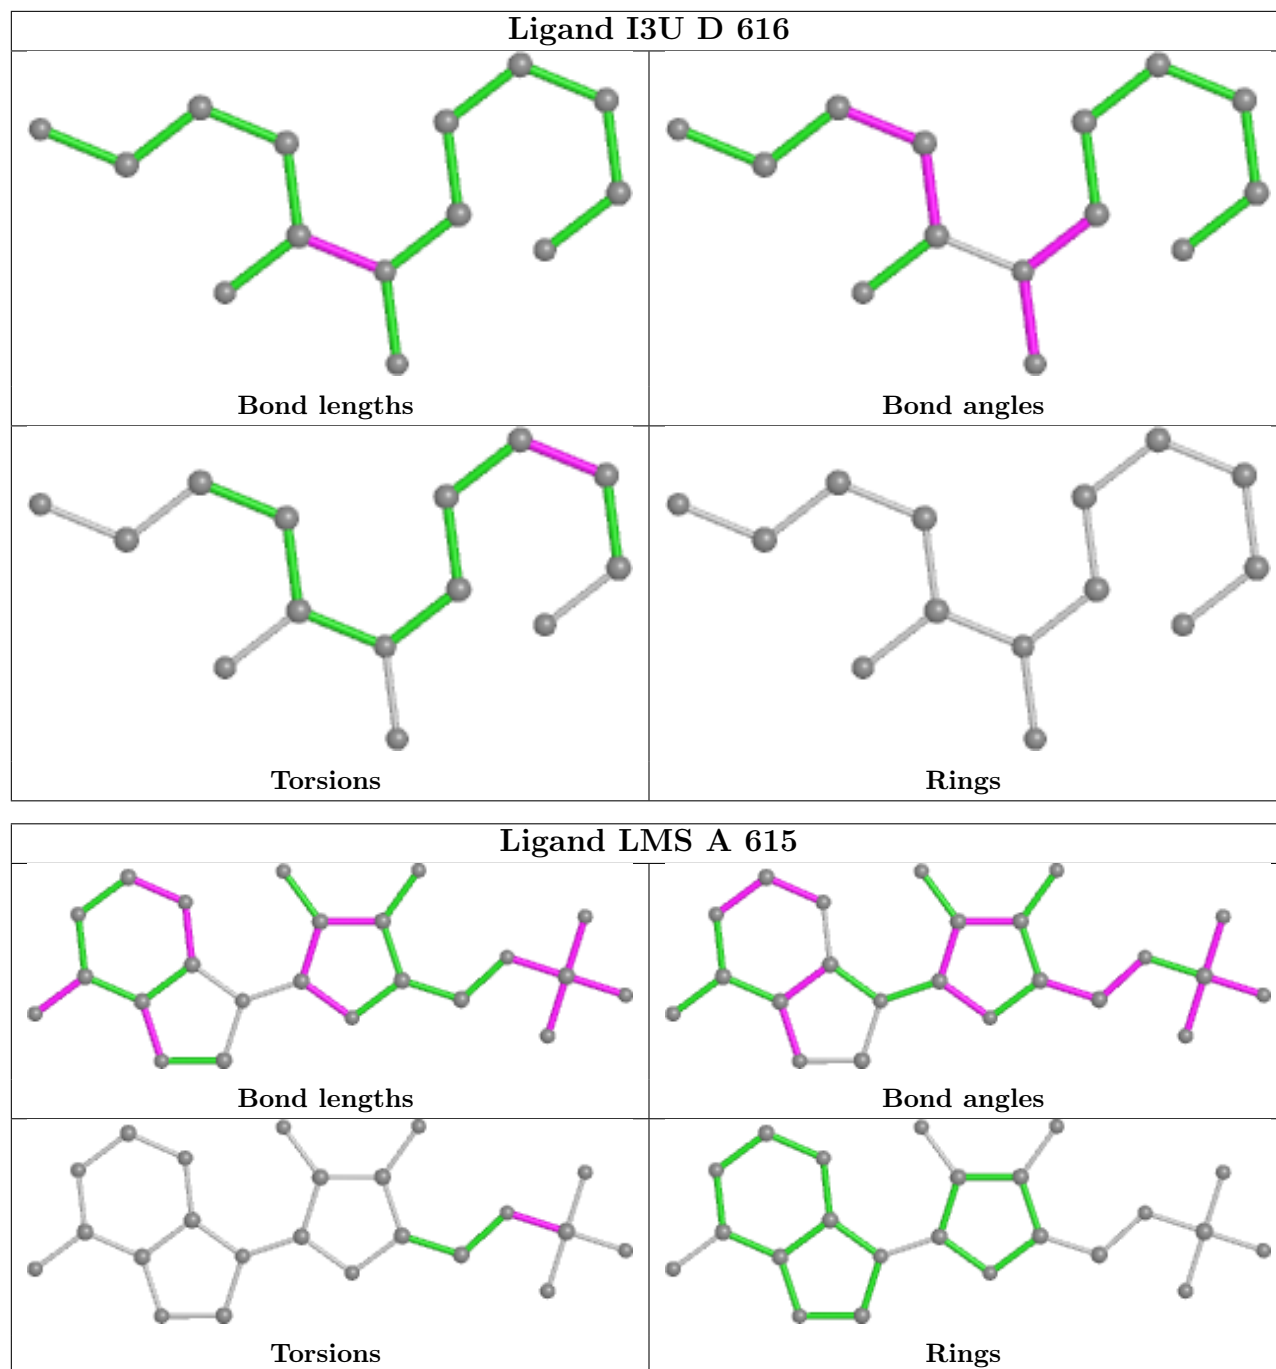 Ligand I3U D 616
Bond lengths
Bond angles
Torsions
Rings
Ligand LMS A 615
Bond lengths
Bond angles
Torsions
Rings